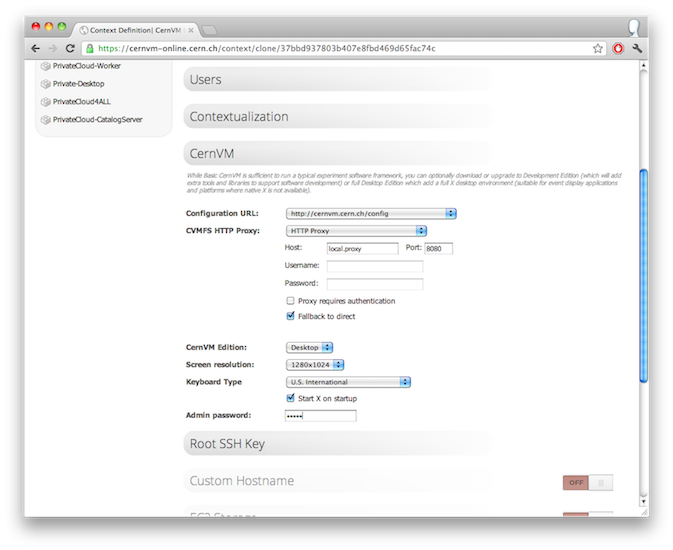 Context Definition| CernVM
https://cernvm-online.cern.ch/context/clone/37bbd937803b407e8fbd469d65fac74c
PrivateCloud-Worker
Private-Desktop
PrivateCloud4ALL
PrivateCloud-CatalogServer
Users
Contextualization
CernVM
While Basic CernVM is sufficient to run a typical experiment software framework, you can optionally download or upgrade to Development Edition (which will
extra tools and libraries to support software development) or full Desktop Edition which add a full X desktop environment (suitable for event display applications
and platforms where native X is not available).
Configuration URL: http://cernvm.cern.ch/config
CVMFS HTTP Proxy: HTTP Proxy
Host: local.proxy Port: 8080
Username:
Password:
Proxy requires authentication
Fallback to direct
CernVM Edition: Desktop
Screen resolution: 1280x1024
Keyboard Type U.S. International
Start X on startup
Admin password: •••••
Root SSH Key
Custom Hostname OFF
EC2 Storage